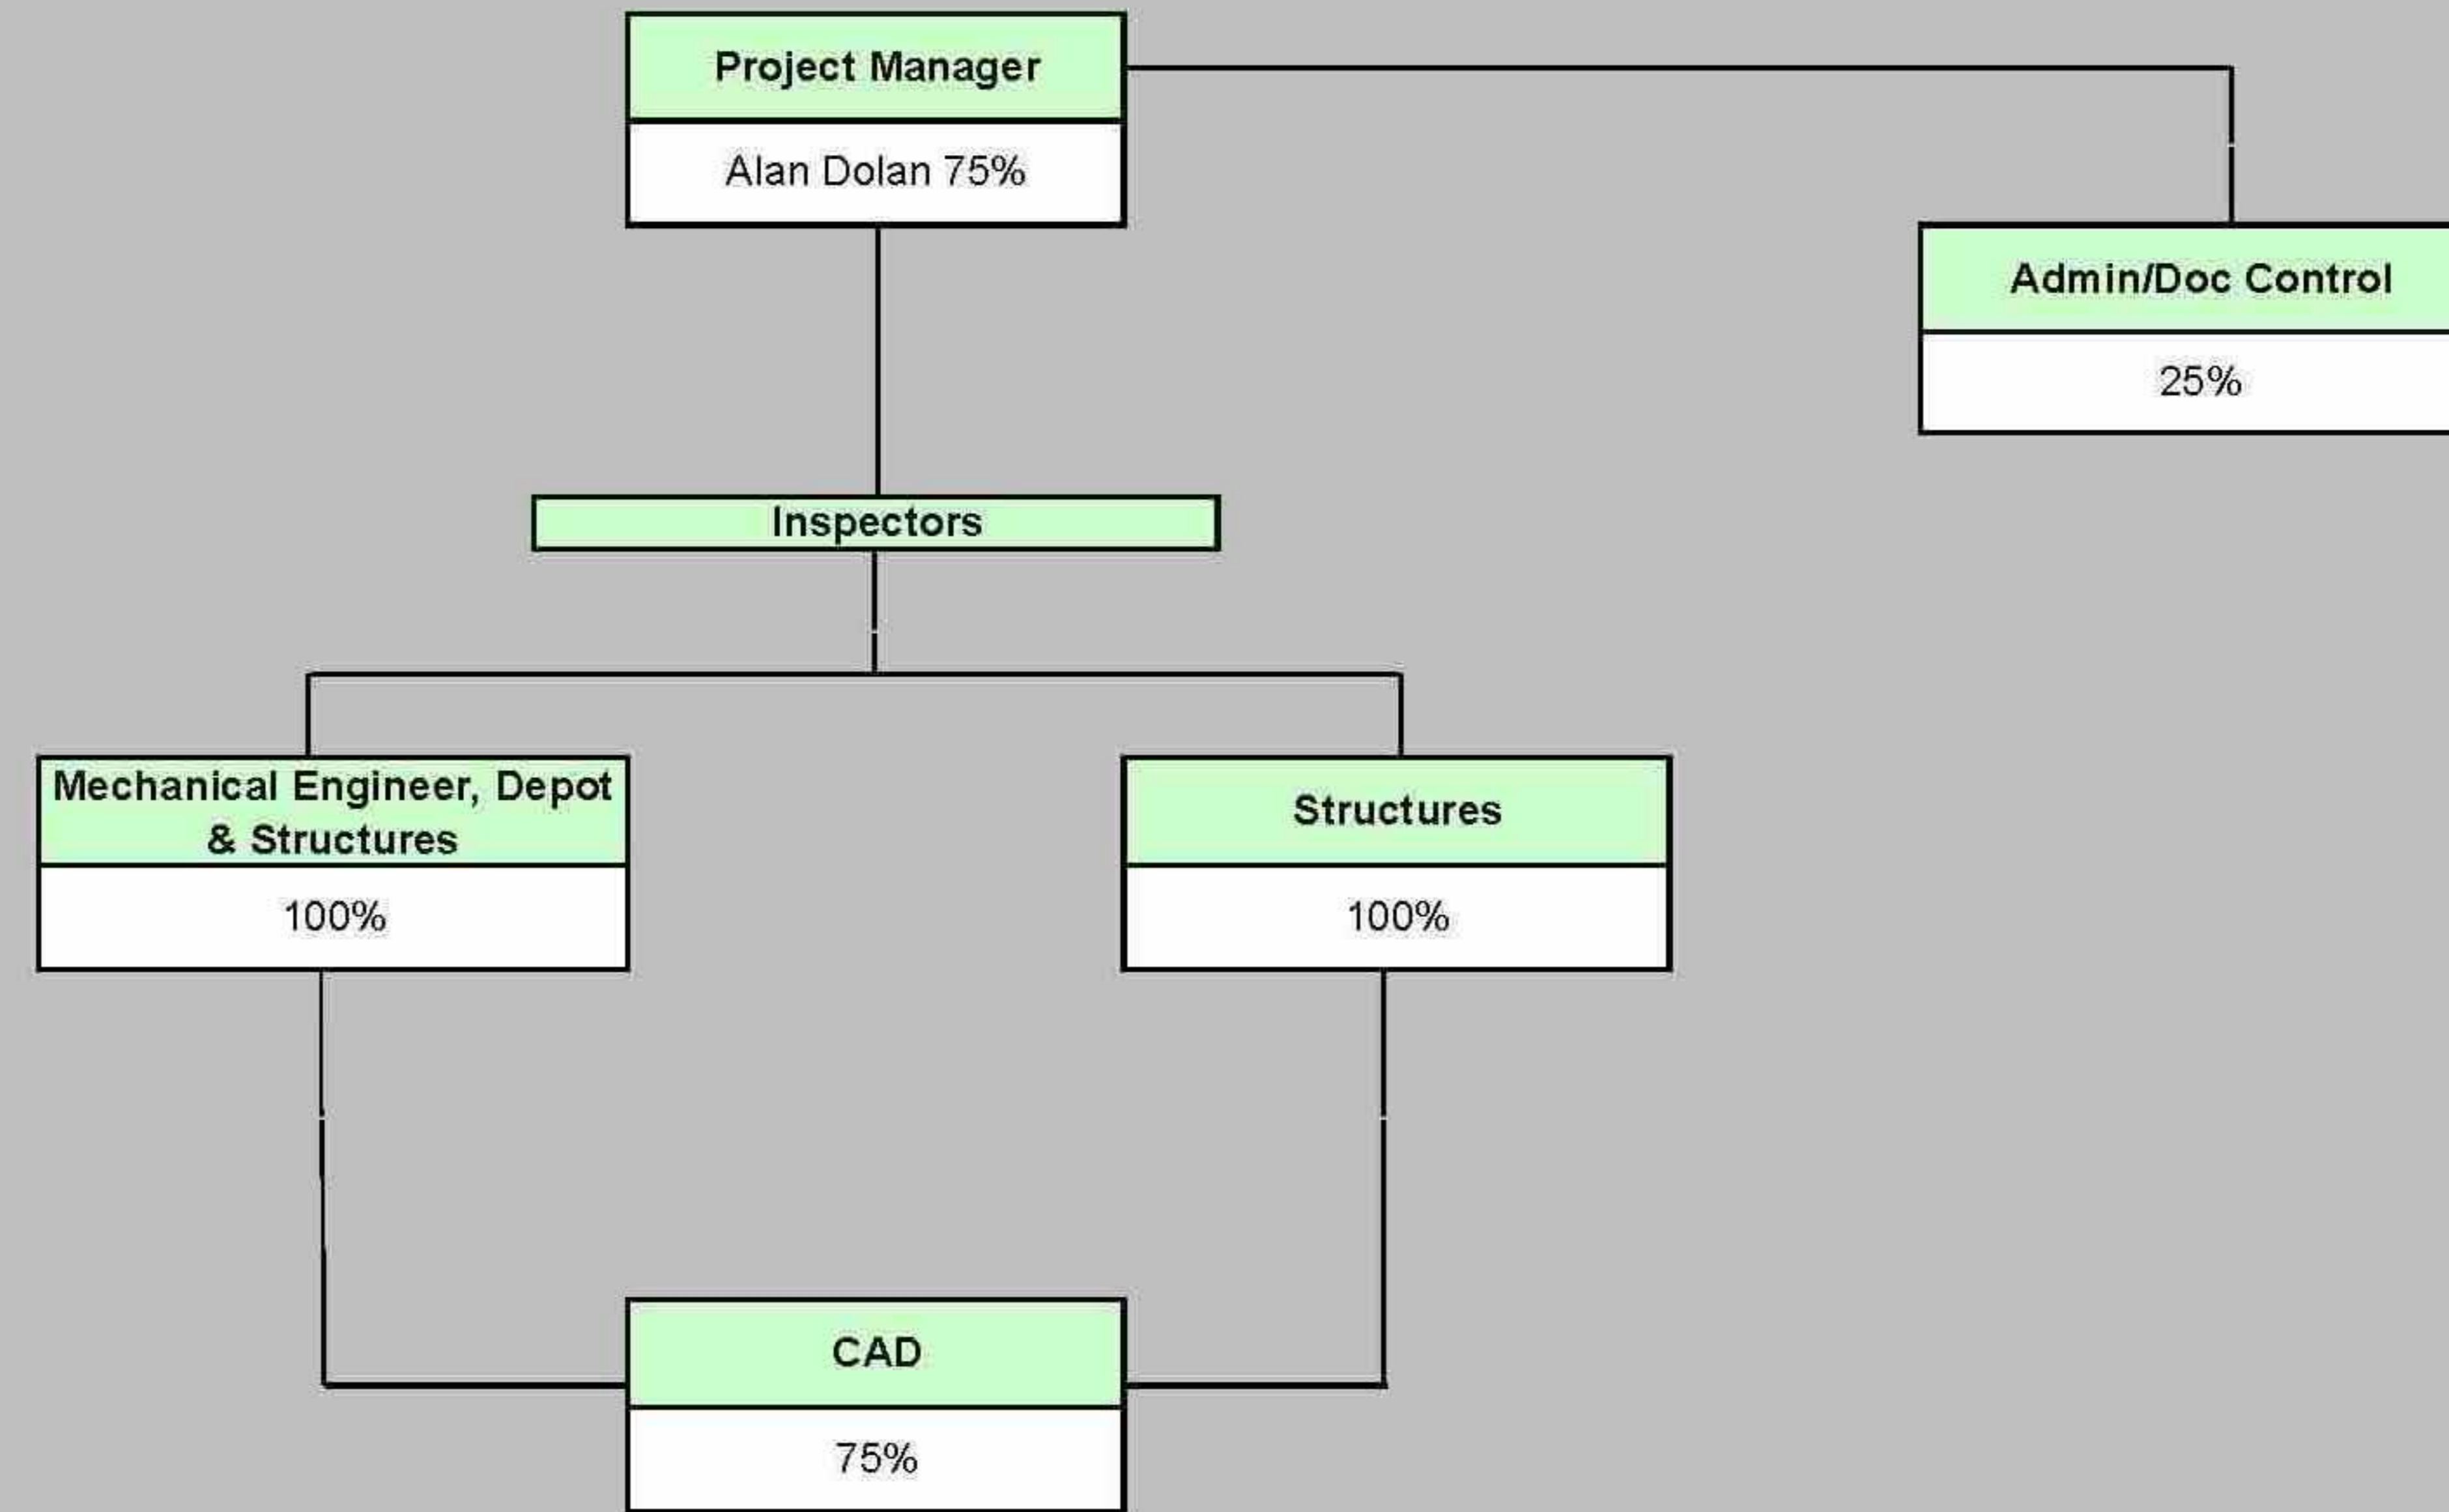 Project Manager
Alan Dolan 75%
Admin/Doc Control
25%
Inspectors
Mechanical Engineer, Depot
& Structures
100%
Structures
100%
CAD
75%